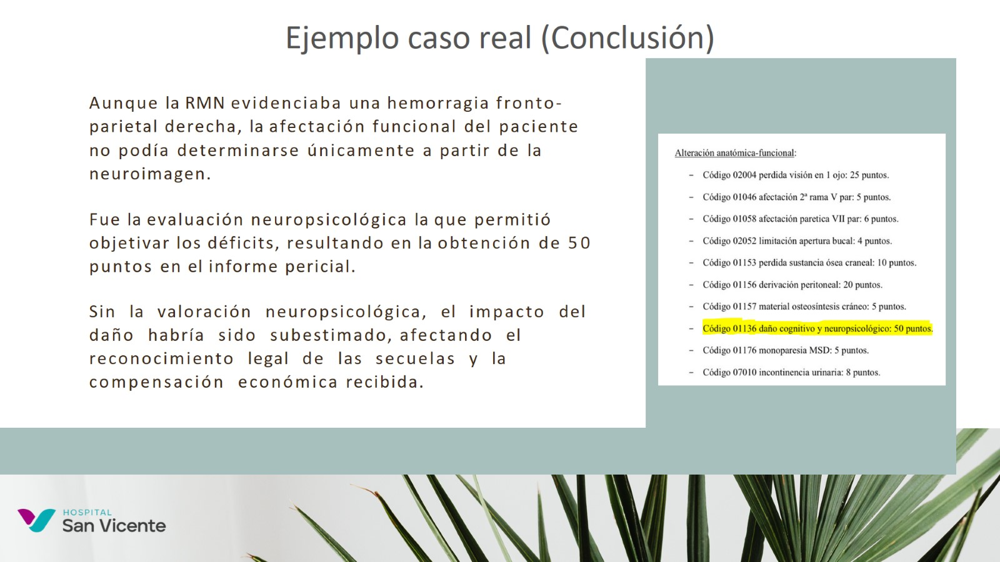 Ejemplo caso real (Conclusión)
Aunque la RMN evidenciaba una hemorragia fronto-
parietal derecha, la afectación funcional del paciente
no podía determinarse únicamente a partir de la
neuroimagen.
Fue la evaluación neuropsicológica la que permitió
objetivar los déficits, resultando en la obtención de 50
puntos en el informe pericial.
Sin la valoración neuropsicológica, el impacto del
daño habría sido subestimado, afectando el
reconocimiento legal de las secuelas y la
compensación económica recibida.
Alteración anatómica-funcional:
- Código 02004 perdida visión en 1 ojo: 25 puntos.
- Código 01046 afectación 2ª rama V par: 5 puntos.
- Código 01058 afectación paretica VII par: 6 puntos.
- Código 02052 limitación apertura bucal: 4 puntos.
- Código 01153 perdida sustancia ósea craneal: 10 puntos.
- Código 01156 derivación peritoneal: 20 puntos.
- Código 01157 material osteosíntesis cráneo: 5 puntos.
- Código 01136 daño cognitivo y neuropsicológico: 50 puntos.
- Código 01176 monoparesia MSD: 5 puntos.
- Código 07010 incontinencia urinaria: 8 puntos.
HOSPITAL
San Vicente